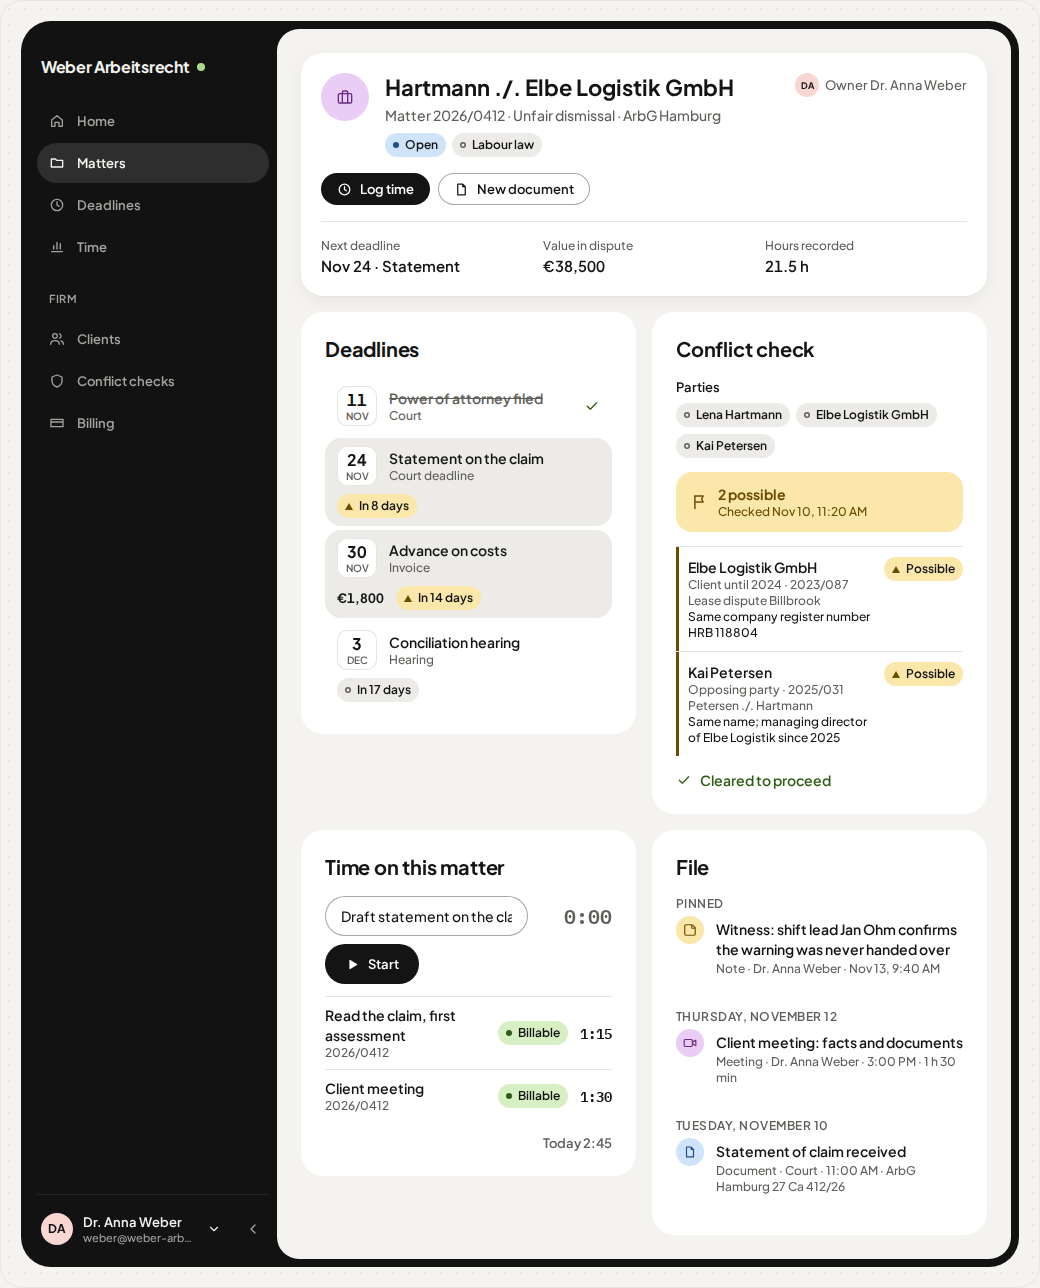 Weber Arbeitsrecht
Home
Matters
Deadlines
Time
FIRM
Clients
Conflict checks
Billing
DA
Dr. Anna Weber
weber@weber-arb...
Hartmann ./. Elbe Logistik GmbH
Matter 2026/0412 · Unfair dismissal · ArbG Hamburg
Open
Labour law
DA
Owner Dr. Anna Weber
Log time
New document
Next deadline
Nov 24 · Statement
Value in dispute
€38,500
Hours recorded
21.5 h
Deadlines
11
NOV
Power of attorney filed
Court
24
NOV
Statement on the claim
Court deadline
In 8 days
30
NOV
Advance on costs
Invoice
€1,800
In 14 days
3
DEC
Conciliation hearing
Hearing
In 17 days
Conflict check
Parties
Lena Hartmann
Elbe Logistik GmbH
Kai Petersen
2 possible
Checked Nov 10, 11:20 AM
Elbe Logistik GmbH
Client until 2024 · 2023/087
Lease dispute Billbrook
Same company register number
HRB 118804
Possible
Kai Petersen
Opposing party · 2025/031
Petersen ./. Hartmann
Same name; managing director
of Elbe Logistik since 2025
Possible
Cleared to proceed
Time on this matter
Draft statement on the cla
0:00
Start
Read the claim, first
assessment
2026/0412
Billable
1:15
Client meeting
2026/0412
Billable
1:30
Today 2:45
File
PINNED
Witness: shift lead Jan Ohm confirms
the warning was never handed over
Note · Dr. Anna Weber · Nov 13, 9:40 AM
THURSDAY, NOVEMBER 12
Client meeting: facts and documents
Meeting · Dr. Anna Weber · 3:00 PM · 1 h 30
min
TUESDAY, NOVEMBER 10
Statement of claim received
Document · Court · 11:00 AM · ArbG
Hamburg 27 Ca 412/26